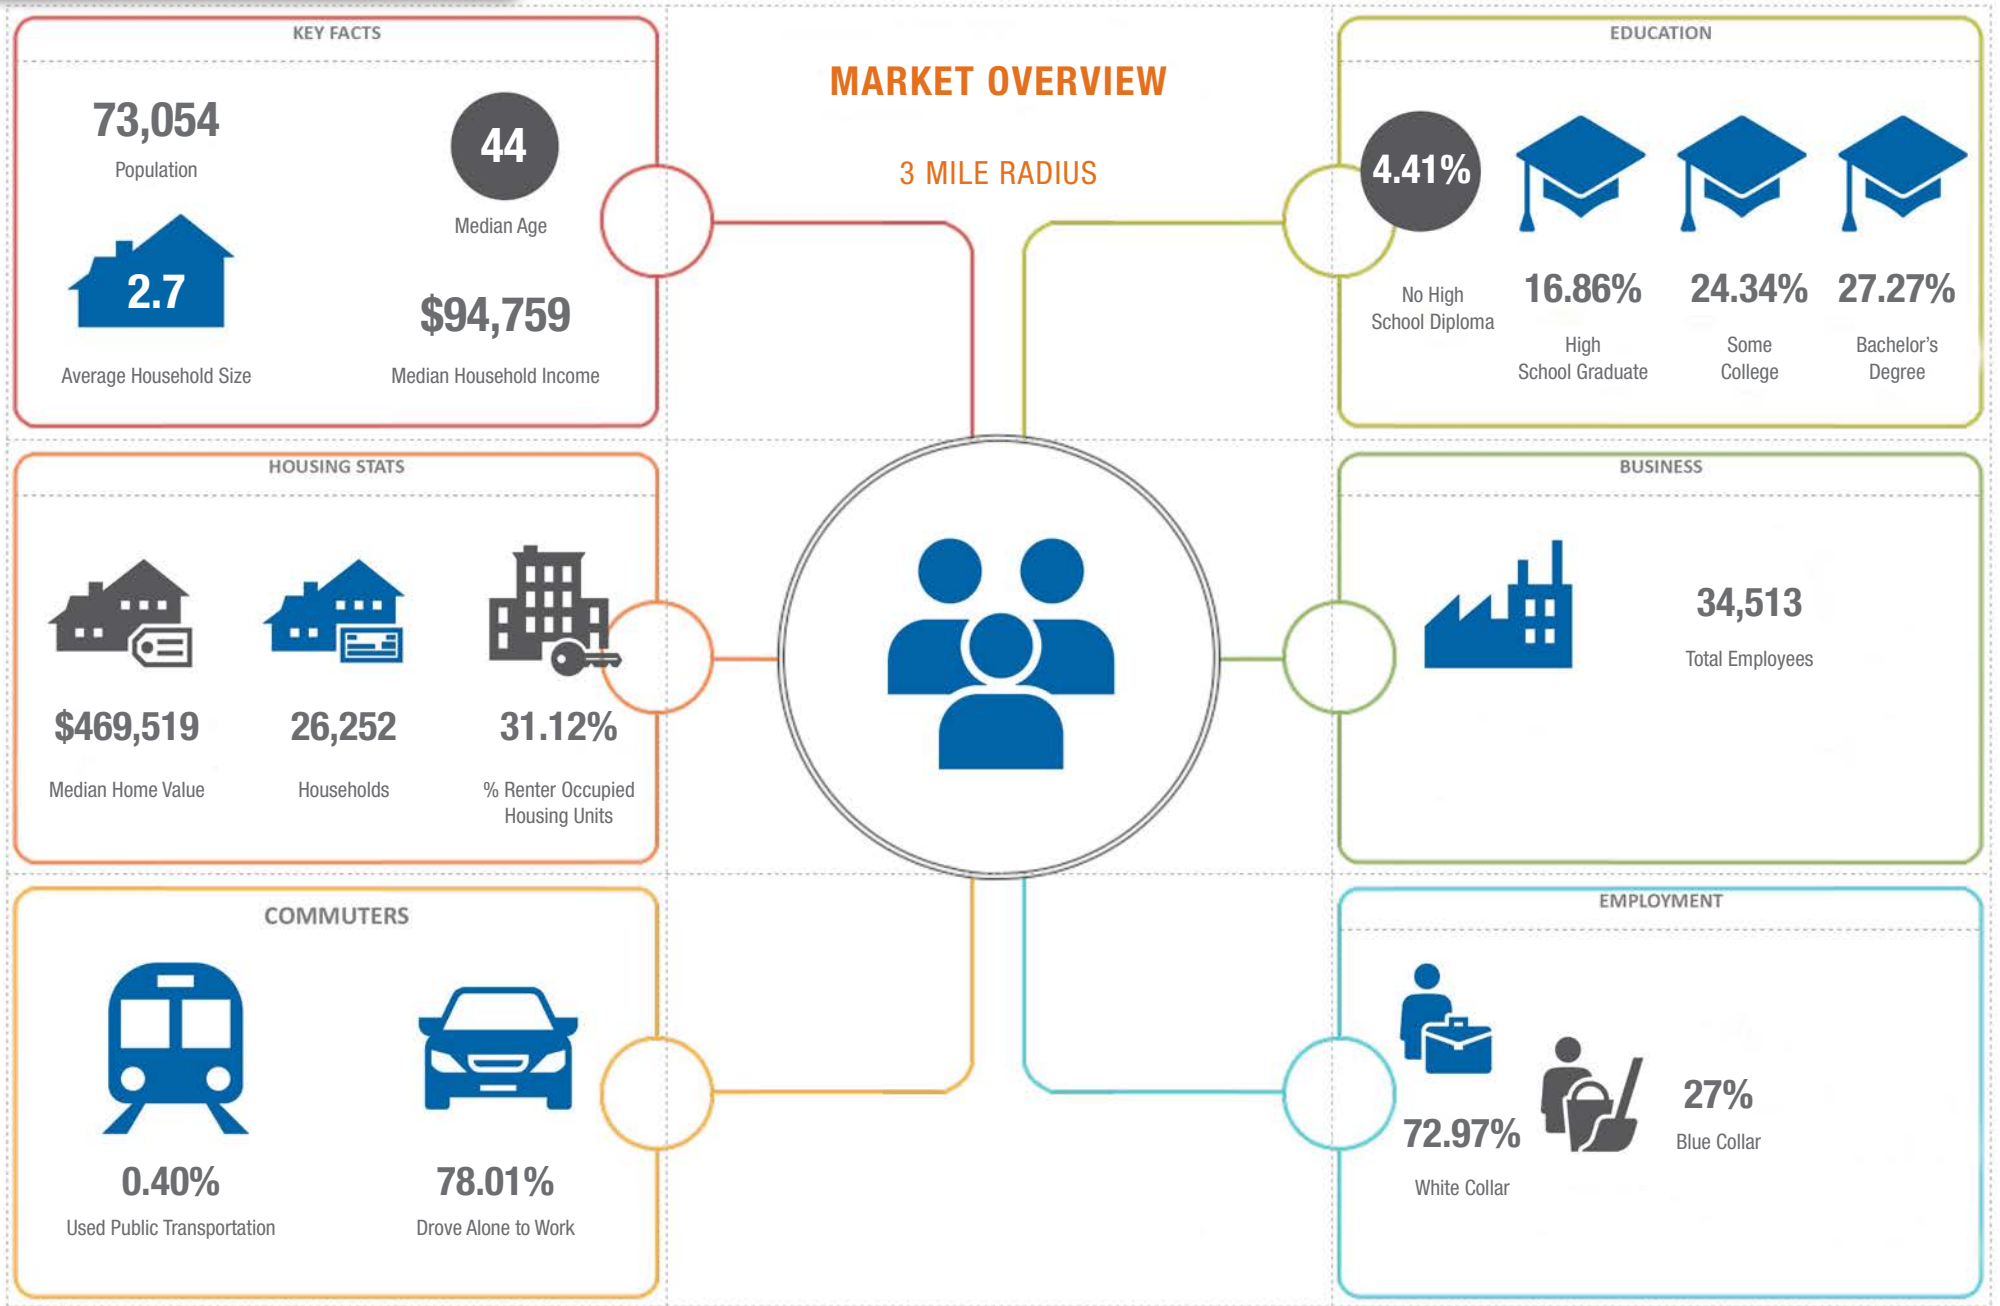 KEY FACTS
73,054
Population
44
Median Age
2.7
Average Household Size
$94,759
Median Household Income
MARKET OVERVIEW
3 MILE RADIUS
EDUCATION
4.41%
No High
School Diploma
16.86%
High
School Graduate
24.34%
Some
College
27.27%
Bachelor's
Degree
HOUSING STATS
$469,519
Median Home Value
26,252
Households
31.12%
% Renter Occupied
Housing Units
BUSINESS
34,513
Total Employees
COMMUTERS
0.40%
Used Public Transportation
78.01%
Drove Alone to Work
EMPLOYMENT
72.97%
White Collar
27%
Blue Collar